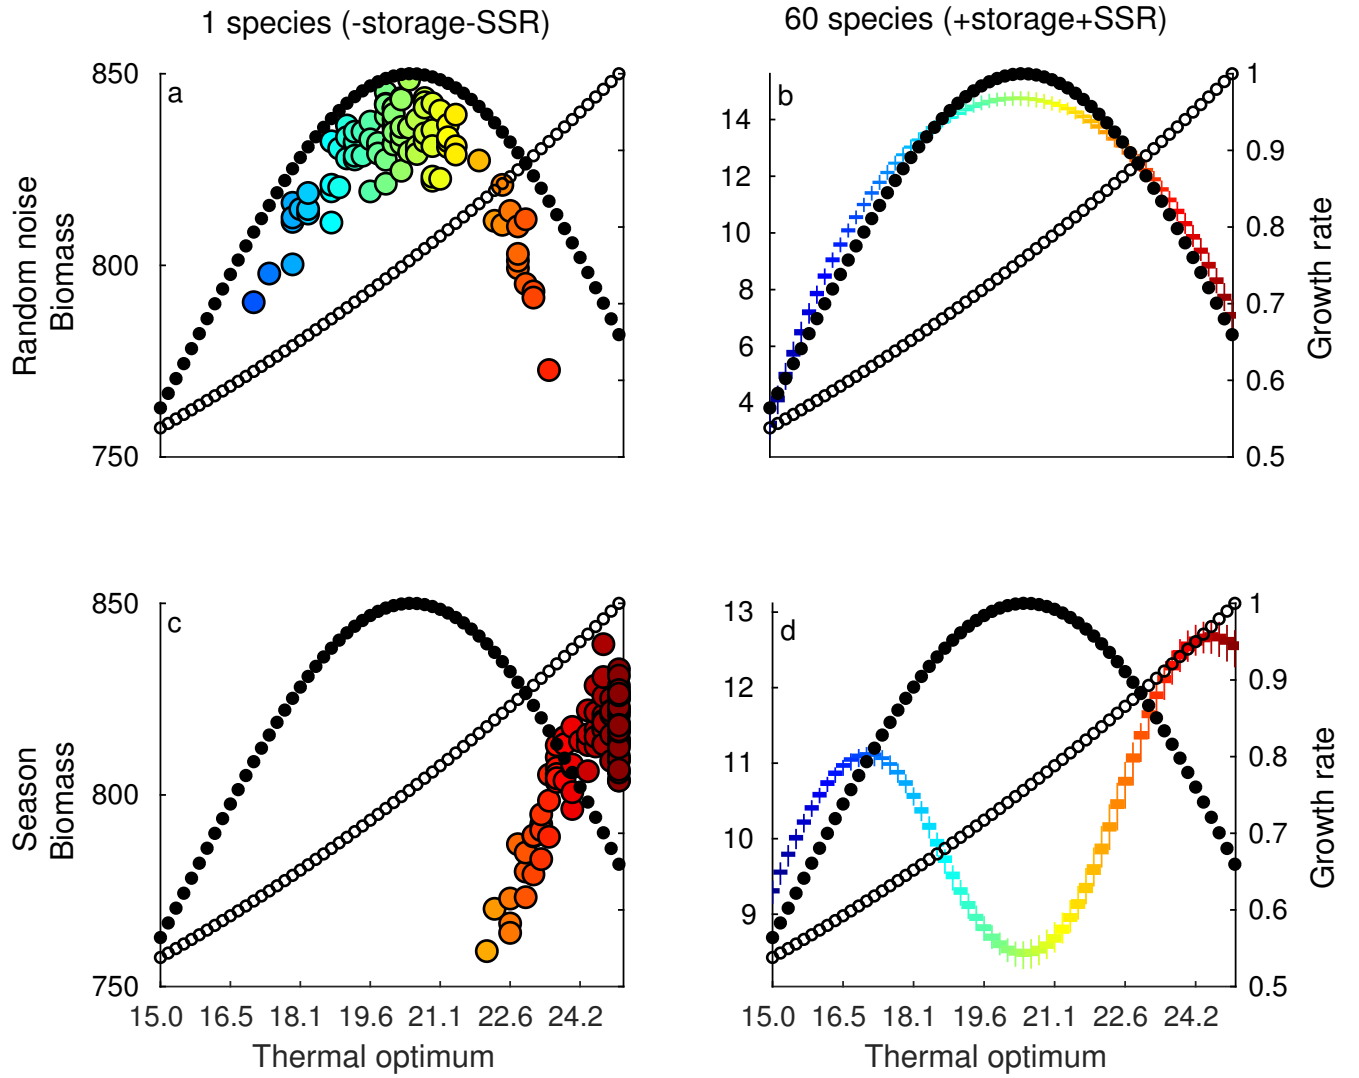 1 species (-storage-SSR)
60 species (+storage+SSR)
850
800
750
a
Random noise
Biomass
14
12
10
8
6
4
b
1
0.9
0.8
0.7
0.6
0.5
Growth rate
850
800
750
c
Season
Biomass
15.0 16.5 18.1 19.6 21.1 22.6 24.2
Thermal optimum
13
12
11
10
9
d
1
0.9
0.8
0.7
0.6
0.5
Growth rate
15.0 16.5 18.1 19.6 21.1 22.6 24.2
Thermal optimum